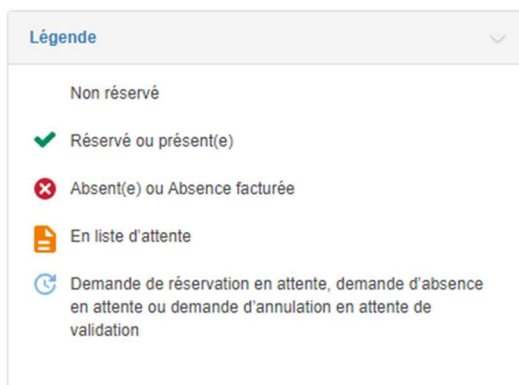 Légende
Non réservé
Réservé ou présent(e)
Absent(e) ou Absence facturée
En liste d'attente
Demande de réservation en attente, demande d'absence
en attente ou demande d'annulation en attente de
validation